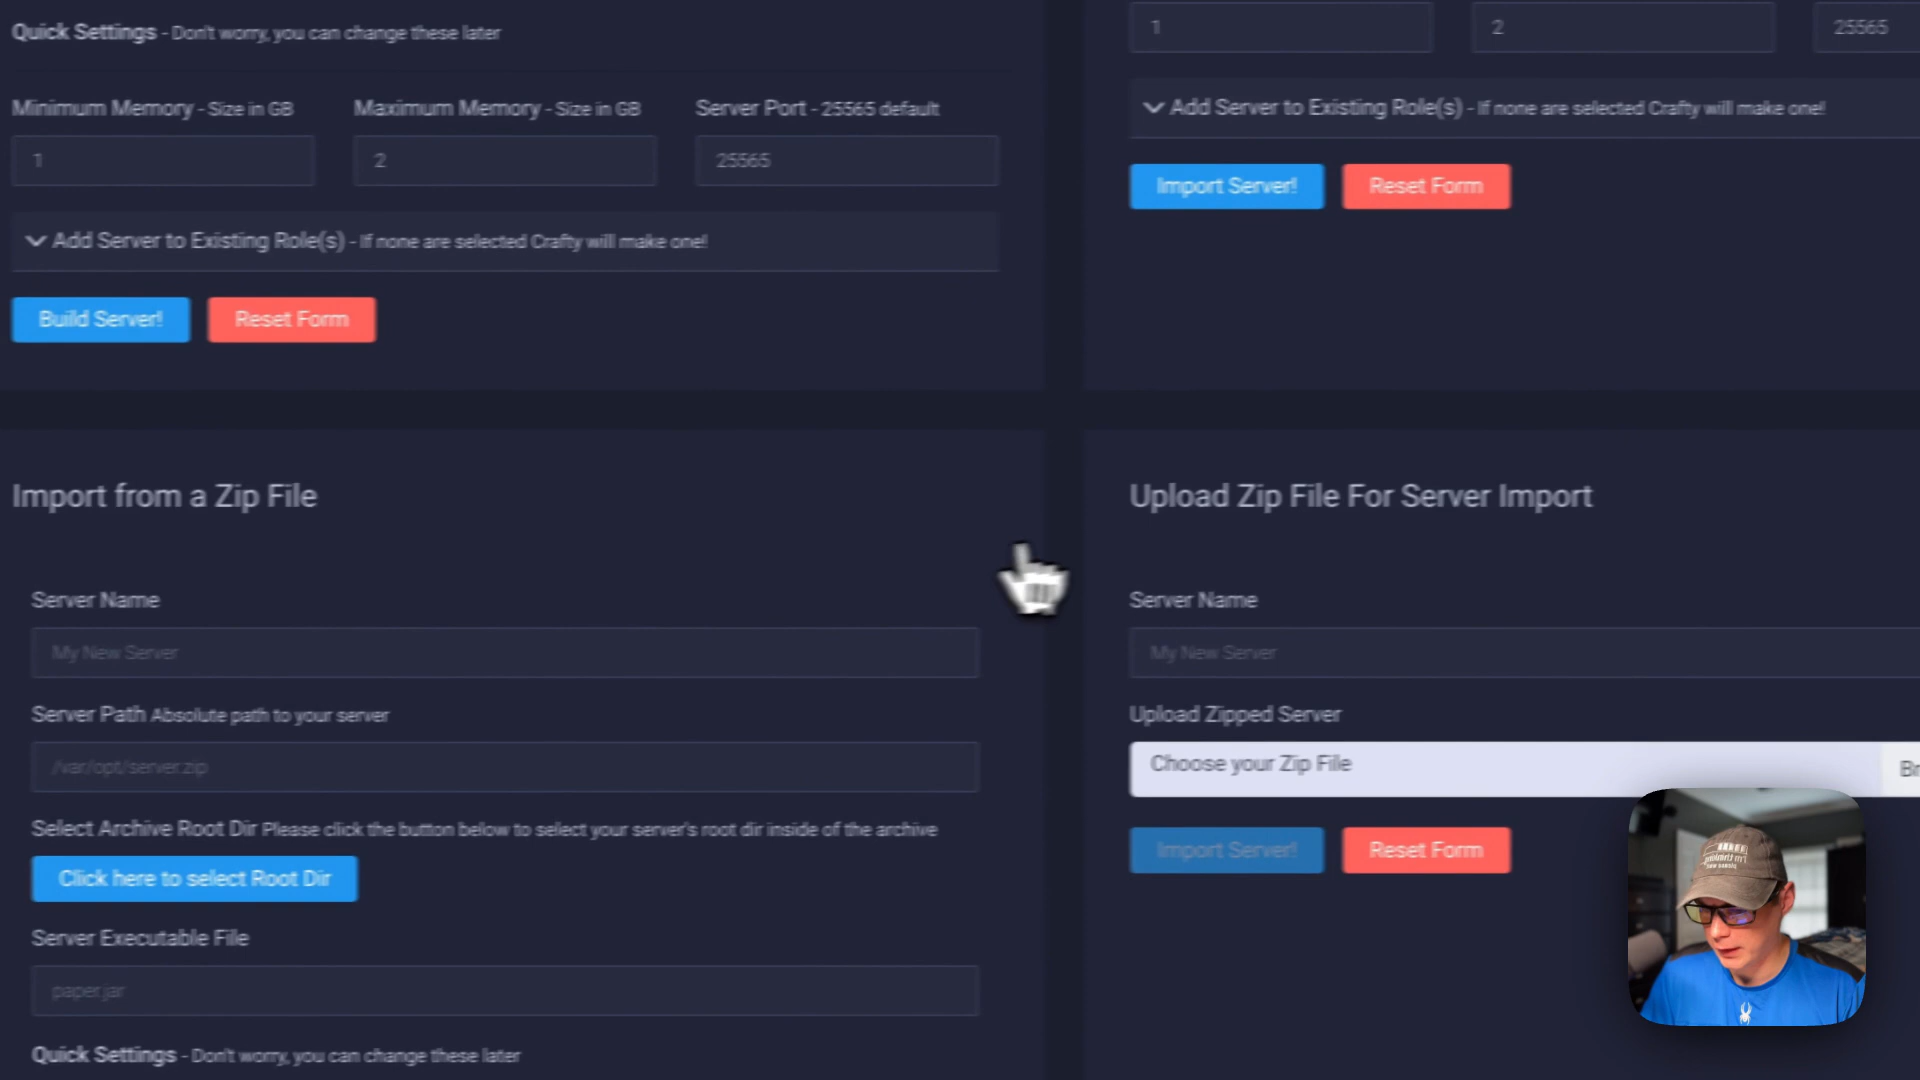 Quick Settings - Don't worry, you can change these later
Minimum Memory - Size in GB
Maximum Memory - Size in GB
Server Port - 25565 default
1
2
25565
Add Server to Existing Role(s) - If none are selected Crafty will make one!
Build Server!
Reset Form
1
2
25565
Add Server to Existing Role(s) - If none are selected Crafty will make one!
Import Server!
Reset Form
Import from a Zip File
Server Name
My New Server
Server Path Absolute path to your server
/var/opt/server.zip
Select Archive Root Dir Please click the button below to select your server's root dir inside of the archive
Click here to select Root Dir
Server Executable File
paper.jar
Quick Settings - Don't worry, you can change these later
Upload Zip File For Server Import
Server Name
My New Server
Upload Zipped Server
Choose your Zip File
Br
Import Server!
Reset Form